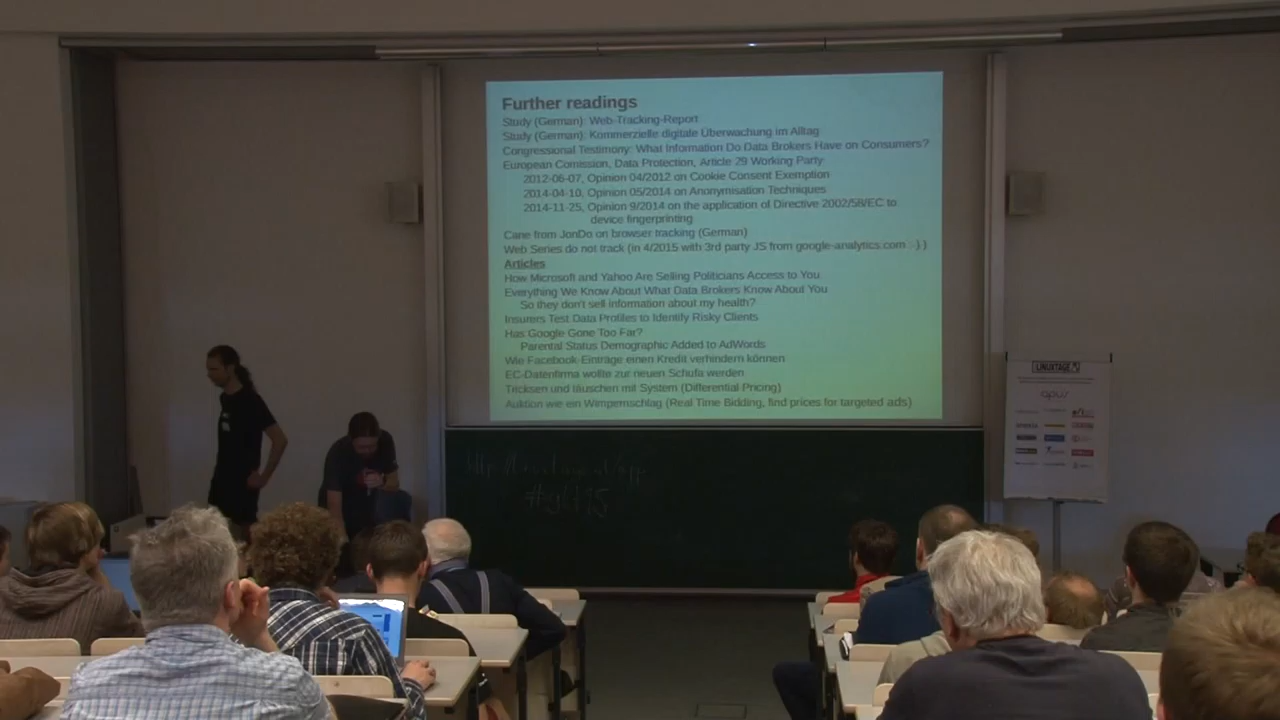 Further readings
Study (German): Web-Tracking-Report
Study (German): Kommerzielle digitale Überwachung im Alltag
Congressional Testimony: What Information Do Data Brokers Have on Consumers?
European Comission, Data Protection, Article 29 Working Party
2012-06-07, Opinion 04/2012 on Cookie Consent Exemption
2014-04-10, Opinion 05/2014 on Anonymisation Techniques
2014-11-25, Opinion 9/2014 on the application of Directive 2002/58/EC to
device fingerprinting
Cane from JonDo on browser tracking (German)
Web Series do not track (in 4/2015 with 3rd party JS from google-analytics.com :-) )
Articles
How Microsoft and Yahoo Are Selling Politicians Access to You
Everything We Know About What Data Brokers Know About You
So they don't sell information about my health?
Insurers Test Data Profiles to Identify Risky Clients
Has Google Gone Too Far?
Parental Status Demographic Added to AdWords
Wie Facebook-Einträge einen Kredit verhindern können
EC-Datenfirma wollte zur neuen Schufa werden
Tricksen und täuschen mit System (Differential Pricing)
Auktion wie ein Wimpernschlag (Real Time Bidding, find prices for targeted ads)
LINUXTAGE
#glt15